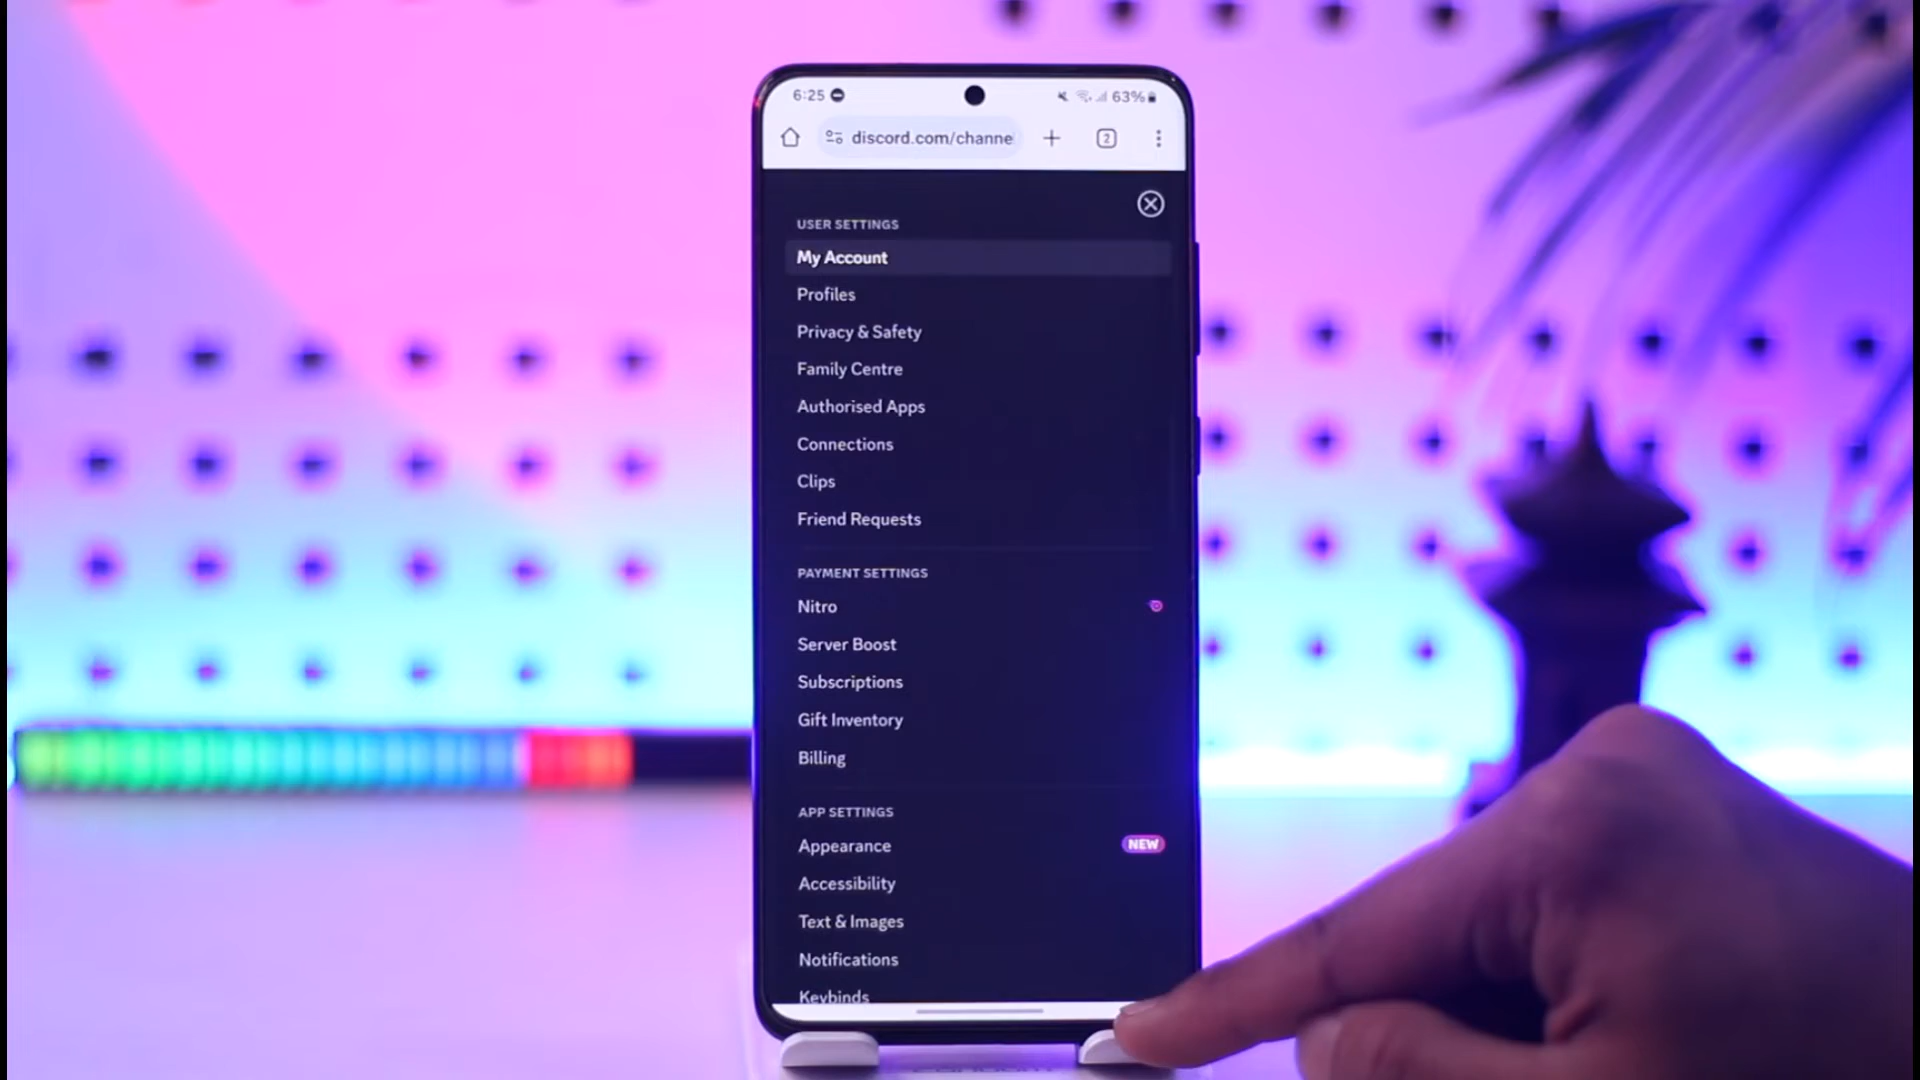 6:25
63%
discord.com/channe
2
USER SETTINGS
My Account
Profiles
Privacy & Safety
Family Centre
Authorised Apps
Connections
Clips
Friend Requests
PAYMENT SETTINGS
Nitro
Server Boost
Subscriptions
Gift Inventory
Billing
APP SETTINGS
Appearance
NEW
Accessibility
Text & Images
Notifications
Keybinds